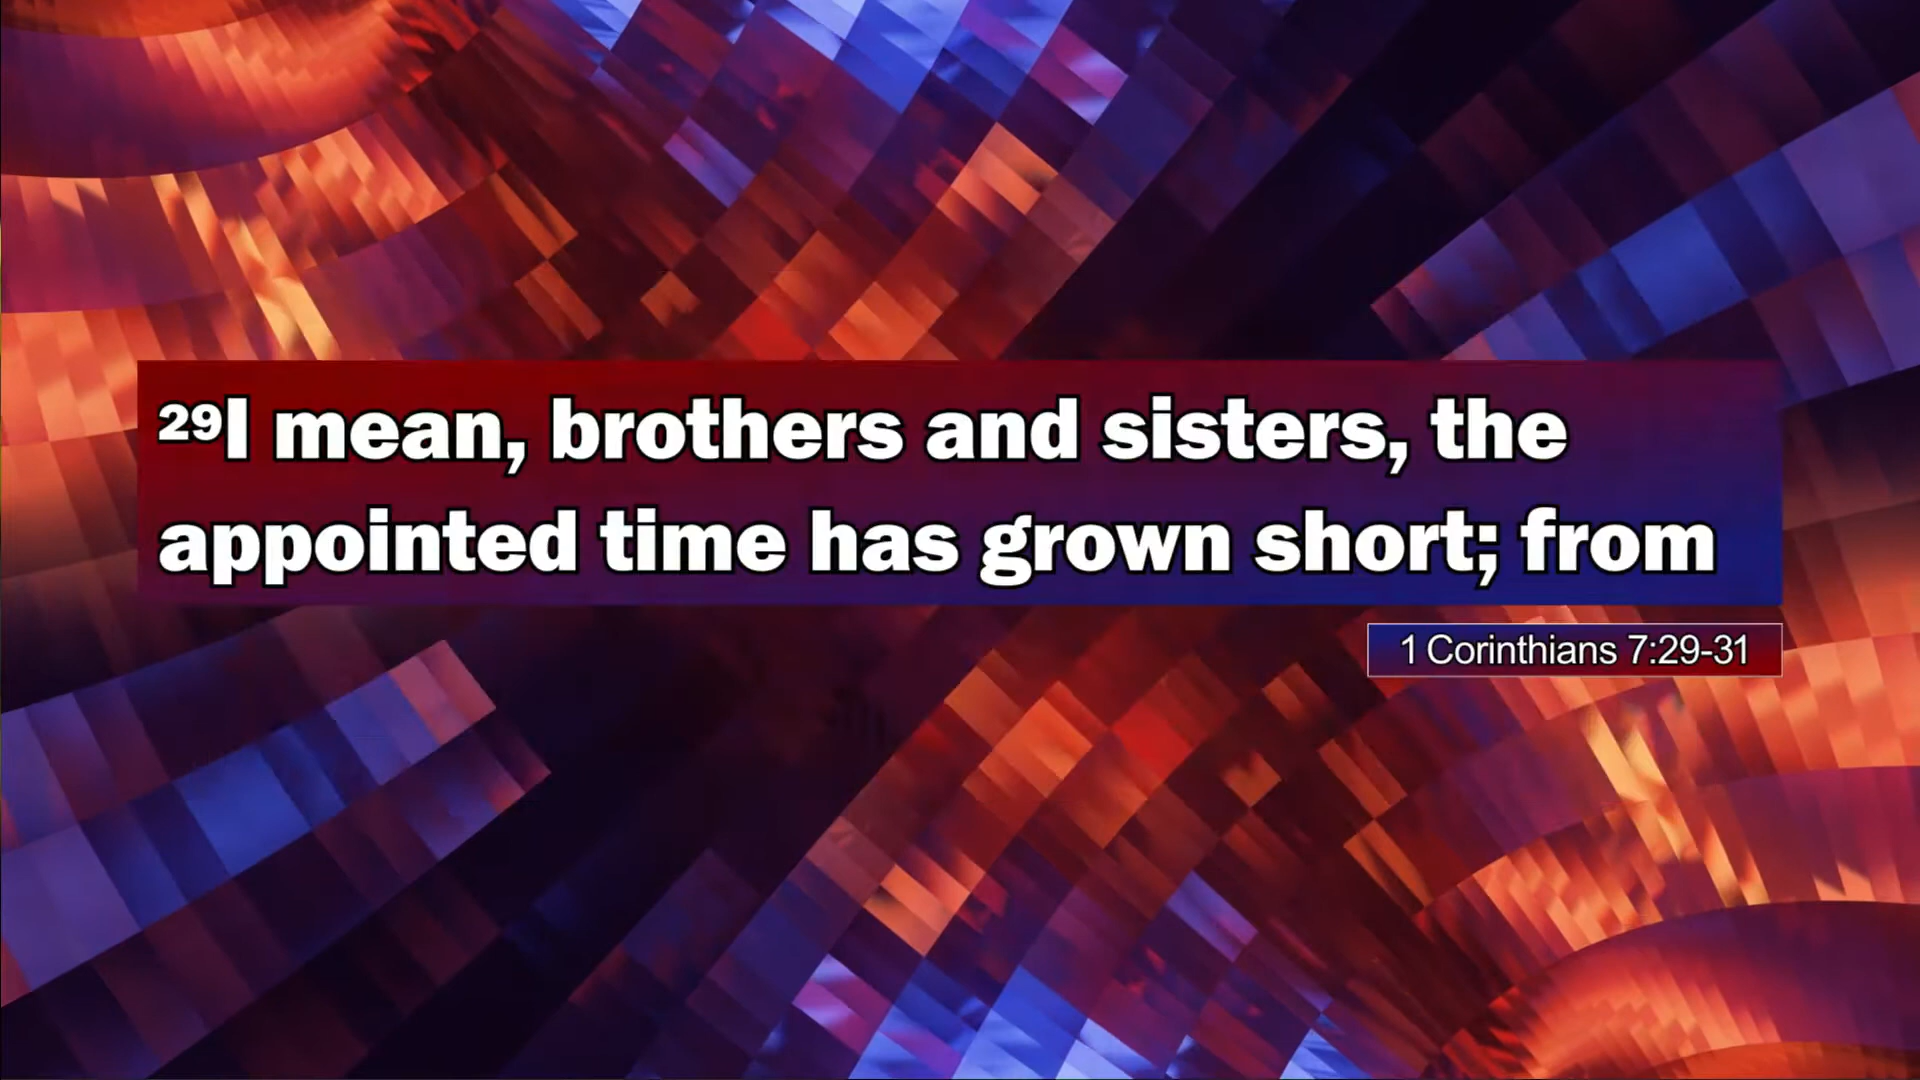 ²⁹I mean, brothers and sisters, the
appointed time has grown short; from
1 Corinthians 7:29-31